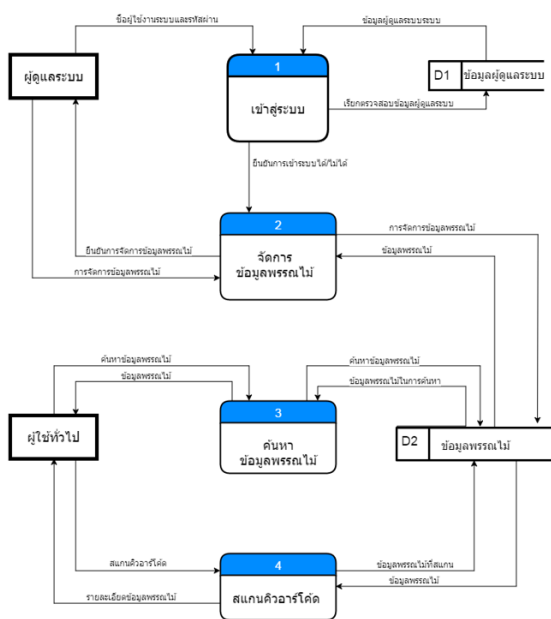 ชื่อผู้ใช้งานระบบและรหัสผ่าน
ข้อมูลผู้ดูแลระบบระบบ
1
ผู้ดูแลระบบ
D1 ข้อมูลผู้ดูแลระบบ
เข้าสู่ระบบ
เรียกตรวจสอบข้อมูลผู้ดูแลระบบ
ยืนยันการเข้าระบบได้/ไม่ได้
2
การจัดการข้อมูลพรรณไม้
ยืนยันการจัดการข้อมูลพรรณไม้
จัดการ
ข้อมูลพรรณไม้
ข้อมูลพรรณไม้
การจัดการข้อมูลพรรณไม้
ค้นหาข้อมูลพรรณไม้
ค้นหาข้อมูลพรรณไม้
ข้อมูลพรรณไม้
ข้อมูลพรรณไม้ในการค้นหา
3
ผู้ใช้ทั่วไป
ค้นหา
ข้อมูลพรรณไม้
D2 ข้อมูลพรรณไม้
สแกนคิวอาร์โค้ด
4
ข้อมูลพรรณไม้ที่สแกน
ข้อมูลพรรณไม้
รายละเอียดข้อมูลพรรณไม้
สแกนคิวอาร์โค้ด